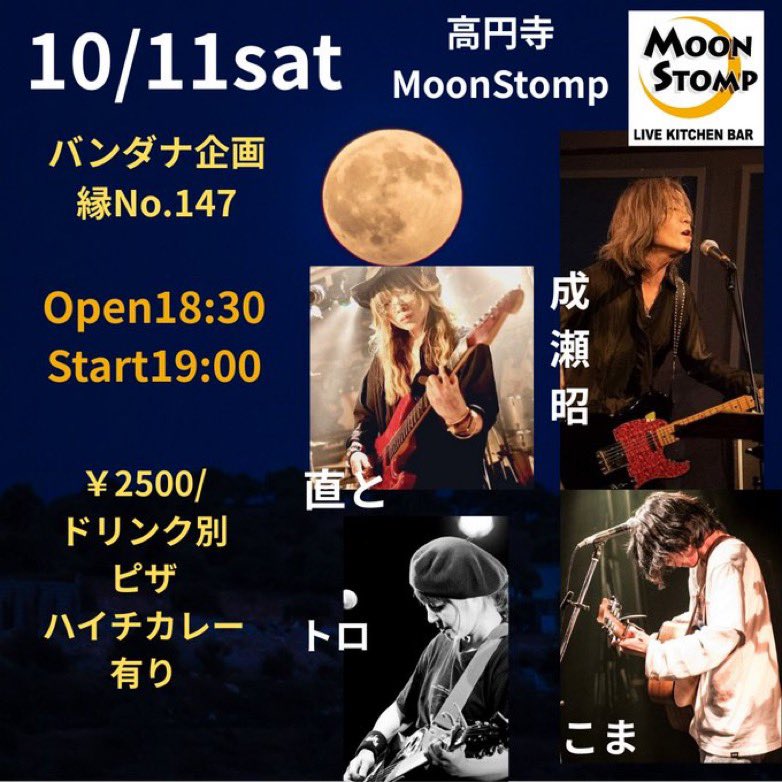 10/11sat
高円寺
MoonStomp
MOON
STOMP
LIVE KITCHEN BAR
バンダナ企画
縁No.147
Open18:30
Start19:00
￥2500/
ドリンク別
ピザ
ハイチカレー
有り
成瀬昭
直と
トロ
こま